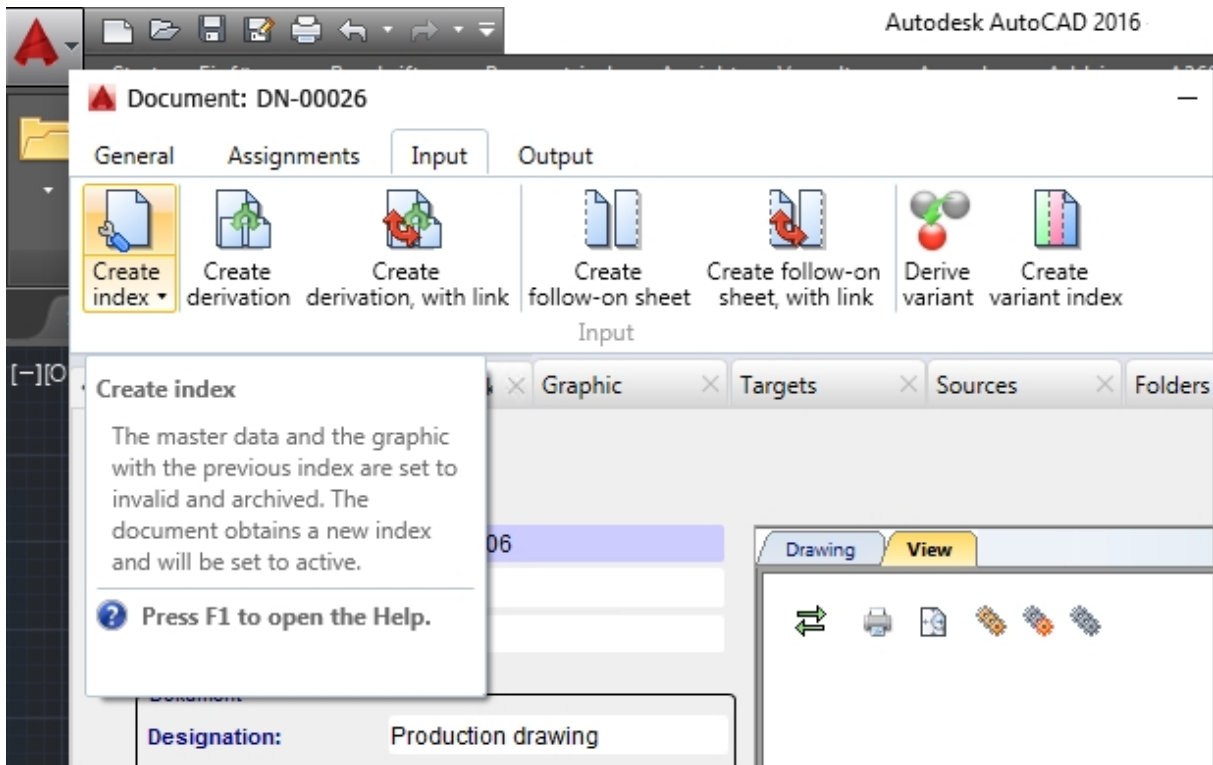 Autodesk AutoCAD 2016
Document: DN-00026
General Assignments Input Output
Create index
Create derivation
Create derivation, with link
Create follow-on sheet
Create follow-on sheet, with link
Derive variant
Create variant index
Input
[−][O
Graphic Targets Sources Folders
Create index
The master data and the graphic
with the previous index are set to
invalid and archived. The
document obtains a new index
and will be set to active.
Press F1 to open the Help.
06
Drawing View
Designation: Production drawing